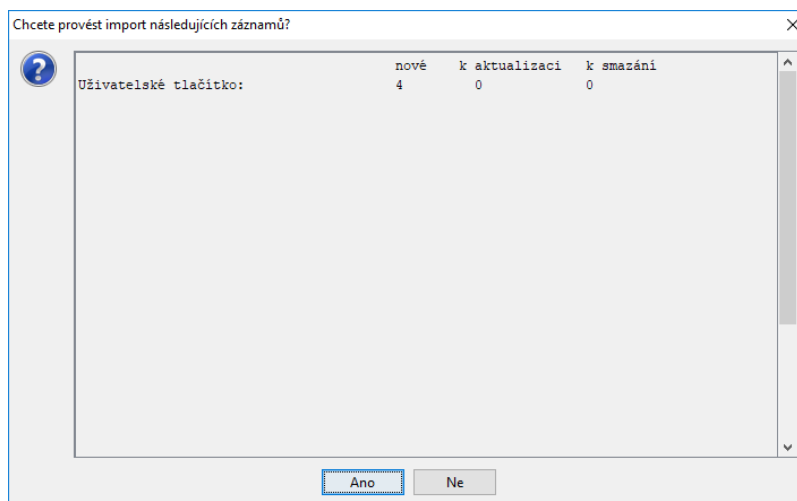 Chcete provést import následujících záznamů?
nové k aktualizaci k smazání
Uživatelské tlačítko: 4 0 0
Ano Ne